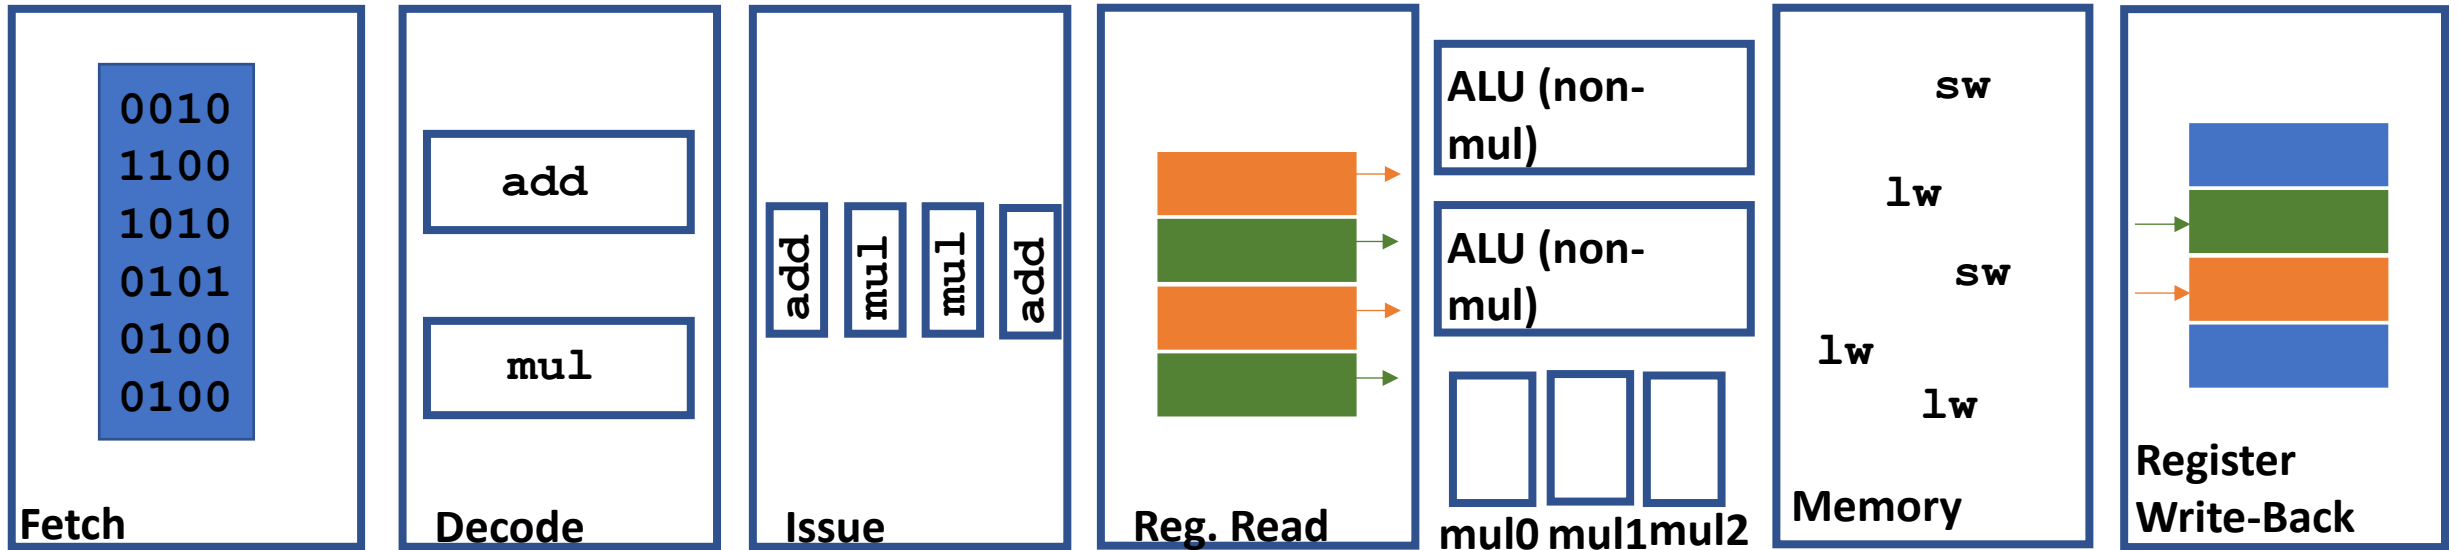 0010
1100
1010
0101
0100
0100
Fetch
add
mul
Decode
add
mul
mul
add
Issue
Reg. Read
ALU (non-
mul)
ALU (non-
mul)
mul0 mul1 mul2
sw
lw
sw
lw
lw
Memory
Register
Write-Back